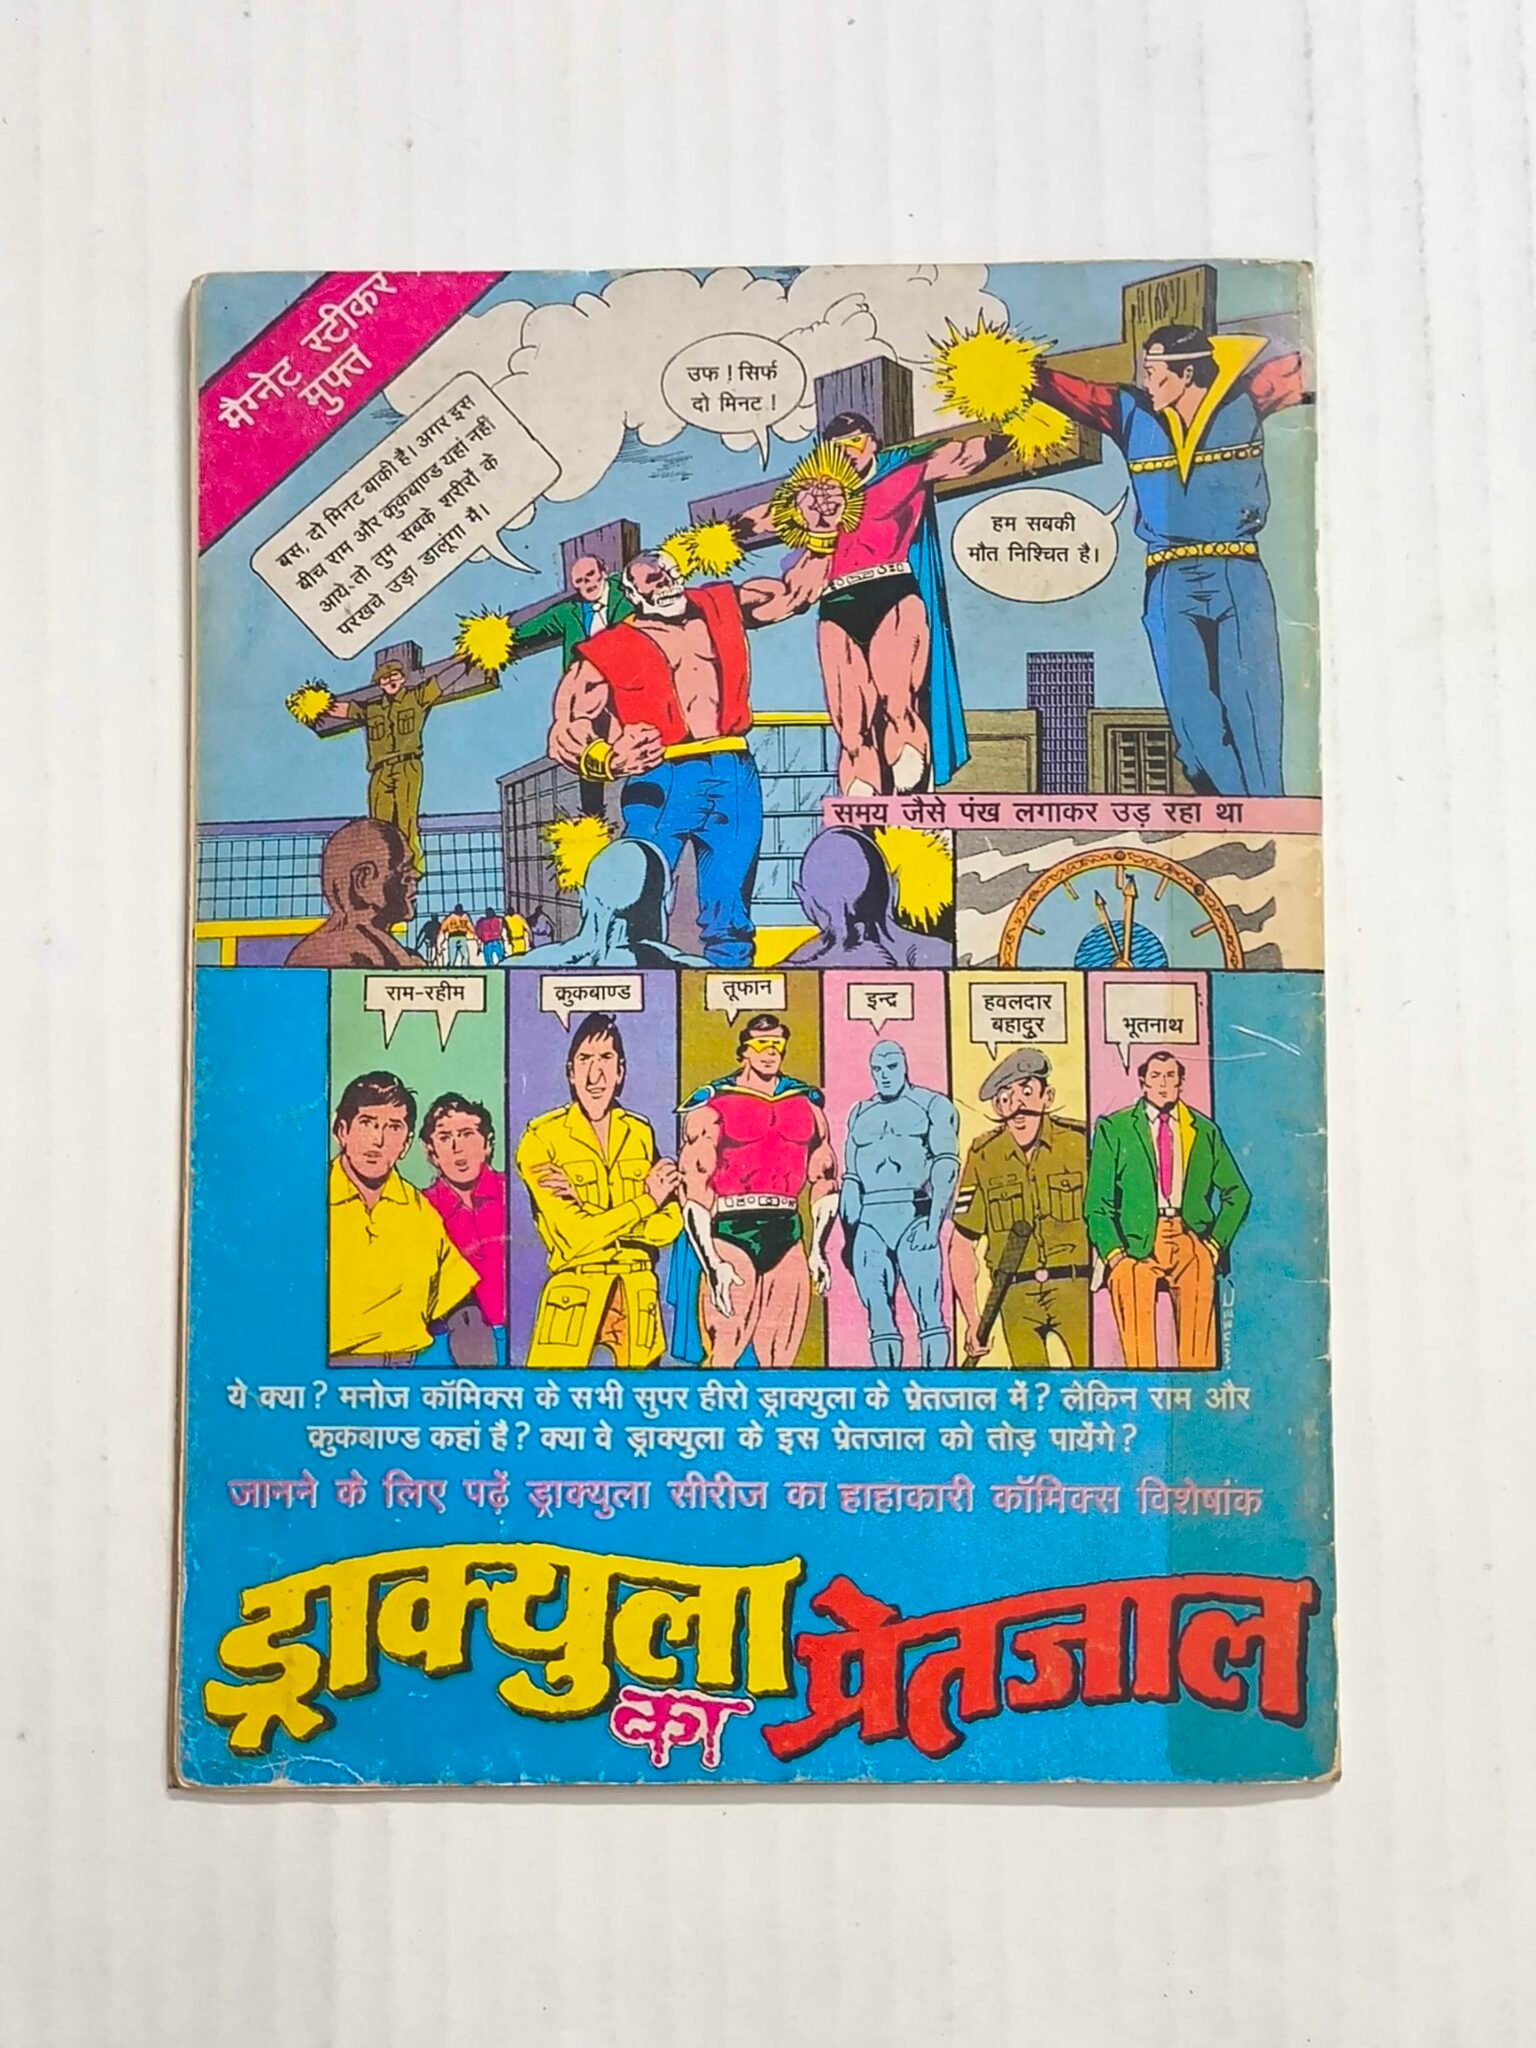 मैग्नेट स्टीकर
मुफ्त
बस, दो मिनट बाकी है। अगर इस
बीच राम और क्रुकबाण्ड यहां नहीं
आये, तो तुम सबके शरीरों के
परखचे उड़ा डालूंगा मैं।
उफ ! सिर्फ
दो मिनट !
हम सबकी
मौत निश्चित है।
समय जैसे पंख लगाकर उड़ रहा था
राम-रहीम
क्रुकबाण्ड
तूफान
इन्द्र
हवलदार
बहादुर
भूतनाथ
ये क्या ? मनोज कॉमिक्स के सभी सुपर हीरो ड्राक्युला के प्रेतजाल में ? लेकिन राम और
क्रुकबाण्ड कहां है ? क्या वे ड्राक्युला के इस प्रेतजाल को तोड़ पायेंगे ?
जानने के लिए पढ़ें ड्राक्युला सीरीज का हाहाकारी कॉमिक्स विशेषांक
ड्राक्युला
का
प्रेतजाल